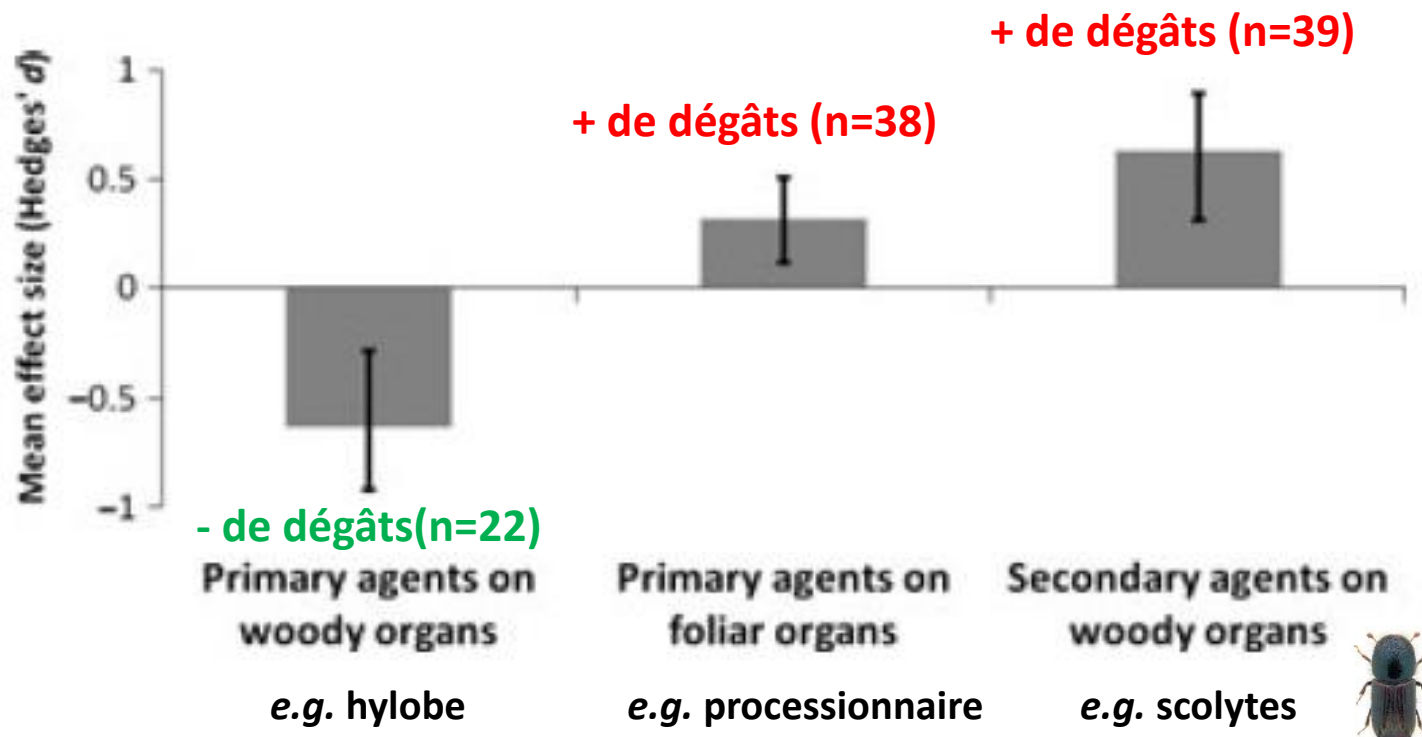 + de dégâts (n=39)
+ de dégâts (n=38)
Mean effect size (Hedges' d)
1
0.5
0
−0.5
−1
- de dégâts(n=22)
Primary agents on
woody organs
Primary agents on
foliar organs
Secondary agents on
woody organs
e.g. hylobe
e.g. processionnaire
e.g. scolytes